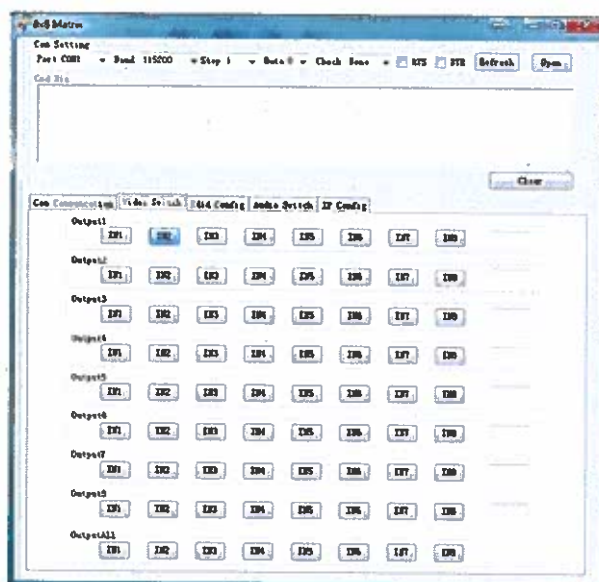 8x8 Matrix
Com Setting
Port COM1 Baud 115200 Stop 1 Data 8 Check None RTS DTR Refresh Open
Cmd His
Clear
Com Comunication Video Switch Edid Config Audio Switch IP Config
Output1
IN1 IN2 IN3 IN4 IN5 IN6 IN7 IN8
Output2
IN1 IN2 IN3 IN4 IN5 IN6 IN7 IN8
Output3
IN1 IN2 IN3 IN4 IN5 IN6 IN7 IN8
Output4
IN1 IN2 IN3 IN4 IN5 IN6 IN7 IN8
Output5
IN1 IN2 IN3 IN4 IN5 IN6 IN7 IN8
Output6
IN1 IN2 IN3 IN4 IN5 IN6 IN7 IN8
Output7
IN1 IN2 IN3 IN4 IN5 IN6 IN7 IN8
Output8
IN1 IN2 IN3 IN4 IN5 IN6 IN7 IN8
OutputAll
IN1 IN2 IN3 IN4 IN5 IN6 IN7 IN8